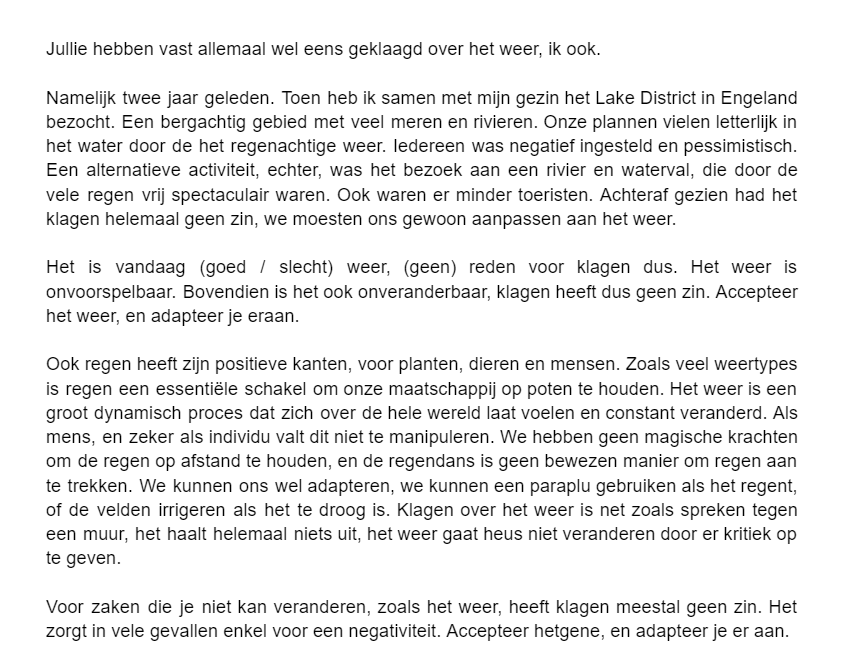 Jullie hebben vast allemaal wel eens geklaagd over het weer, ik ook.
Namelijk twee jaar geleden. Toen heb ik samen met mijn gezin het Lake District in Engeland
bezocht. Een bergachtig gebied met veel meren en rivieren. Onze plannen vielen letterlijk in
het water door de het regenachtige weer. Iedereen was negatief ingesteld en pessimistisch.
Een alternatieve activiteit, echter, was het bezoek aan een rivier en waterval, die door de
vele regen vrij spectaculair waren. Ook waren er minder toeristen. Achteraf gezien had het
klagen helemaal geen zin, we moesten ons gewoon aanpassen aan het weer.
Het is vandaag (goed / slecht) weer, (geen) reden voor klagen dus. Het weer is
onvoorspelbaar. Bovendien is het ook onveranderbaar, klagen heeft dus geen zin. Accepteer
het weer, en adapteer je eraan.
Ook regen heeft zijn positieve kanten, voor planten, dieren en mensen. Zoals veel weertypes
is regen een essentiële schakel om onze maatschappij op poten te houden. Het weer is een
groot dynamisch proces dat zich over de hele wereld laat voelen en constant veranderd. Als
mens, en zeker als individu valt dit niet te manipuleren. We hebben geen magische krachten
om de regen op afstand te houden, en de regendans is geen bewezen manier om regen aan
te trekken. We kunnen ons wel adapteren, we kunnen een paraplu gebruiken als het regent,
of de velden irrigeren als het te droog is. Klagen over het weer is net zoals spreken tegen
een muur, het haalt helemaal niets uit, het weer gaat heus niet veranderen door er kritiek op
te geven.
Voor zaken die je niet kan veranderen, zoals het weer, heeft klagen meestal geen zin. Het
zorgt in vele gevallen enkel voor een negativiteit. Accepteer hetgene, en adapteer je er aan.